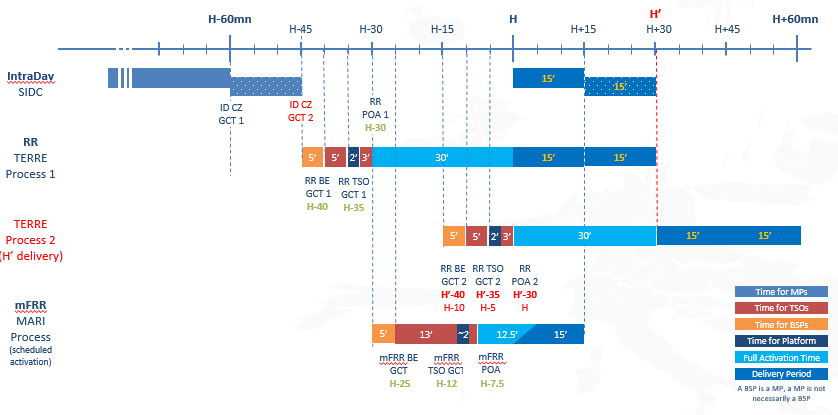 H-60mn
H-45
H-30
H-15
H
H+15
H'
H+30
H+45
H+60mn
IntraDay
SIDC
15'
15'
ID CZ
GCT 1
ID CZ
GCT 2
RR
POA 1
H-30
RR
TERRE
Process 1
5'
5'
2'
3'
30'
15'
15'
RR BE
GCT 1
H-40
RR TSO
GCT 1
H-35
TERRE
Process 2
(H' delivery)
5'
5'
2'
3'
30'
15'
15'
RR BE
GCT 2
H'-40
H-10
RR TSO
GCT 2
H'-35
H-5
RR
POA 2
H'-30
H
mFRR
MARI
Process
(scheduled
activation)
5'
13'
~2'
12.5'
15'
mFRR BE
GCT
H-25
mFRR
TSO GCT
H-12
mFRR
POA
H-7.5
Time for MPs
Time for TSOs
Time for BSPs
Time for Platform
Full Activation Time
Delivery Period
A BSP is a MP, a MP is not
necessarily a BSP